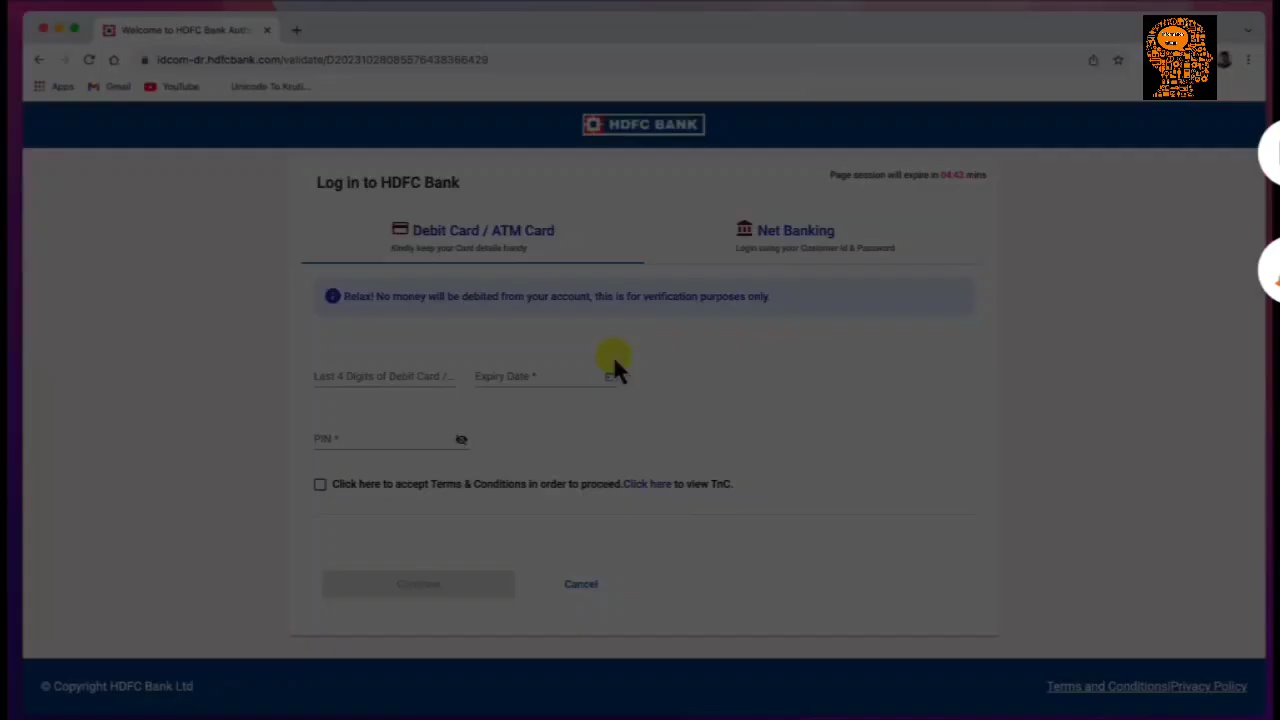 Welcome to HDFC Bank Auth
idcom-dr.hdfcbank.com/validate/D20231028085576438366429
Apps Gmail YouTube Unicode To Kruti...
HDFC BANK
Log in to HDFC Bank
Page session will expire in 04:43 mins
Debit Card / ATM Card
Kindly keep your Card details handy
Net Banking
Login using your Customer Id & Password
Relax! No money will be debited from your account, this is for verification purposes only.
Last 4 Digits of Debit Card /... Expiry Date *
PIN *
Click here to accept Terms & Conditions in order to proceed.Click here to view TnC.
Continue Cancel
© Copyright HDFC Bank Ltd
Terms and Conditions|Privacy Policy